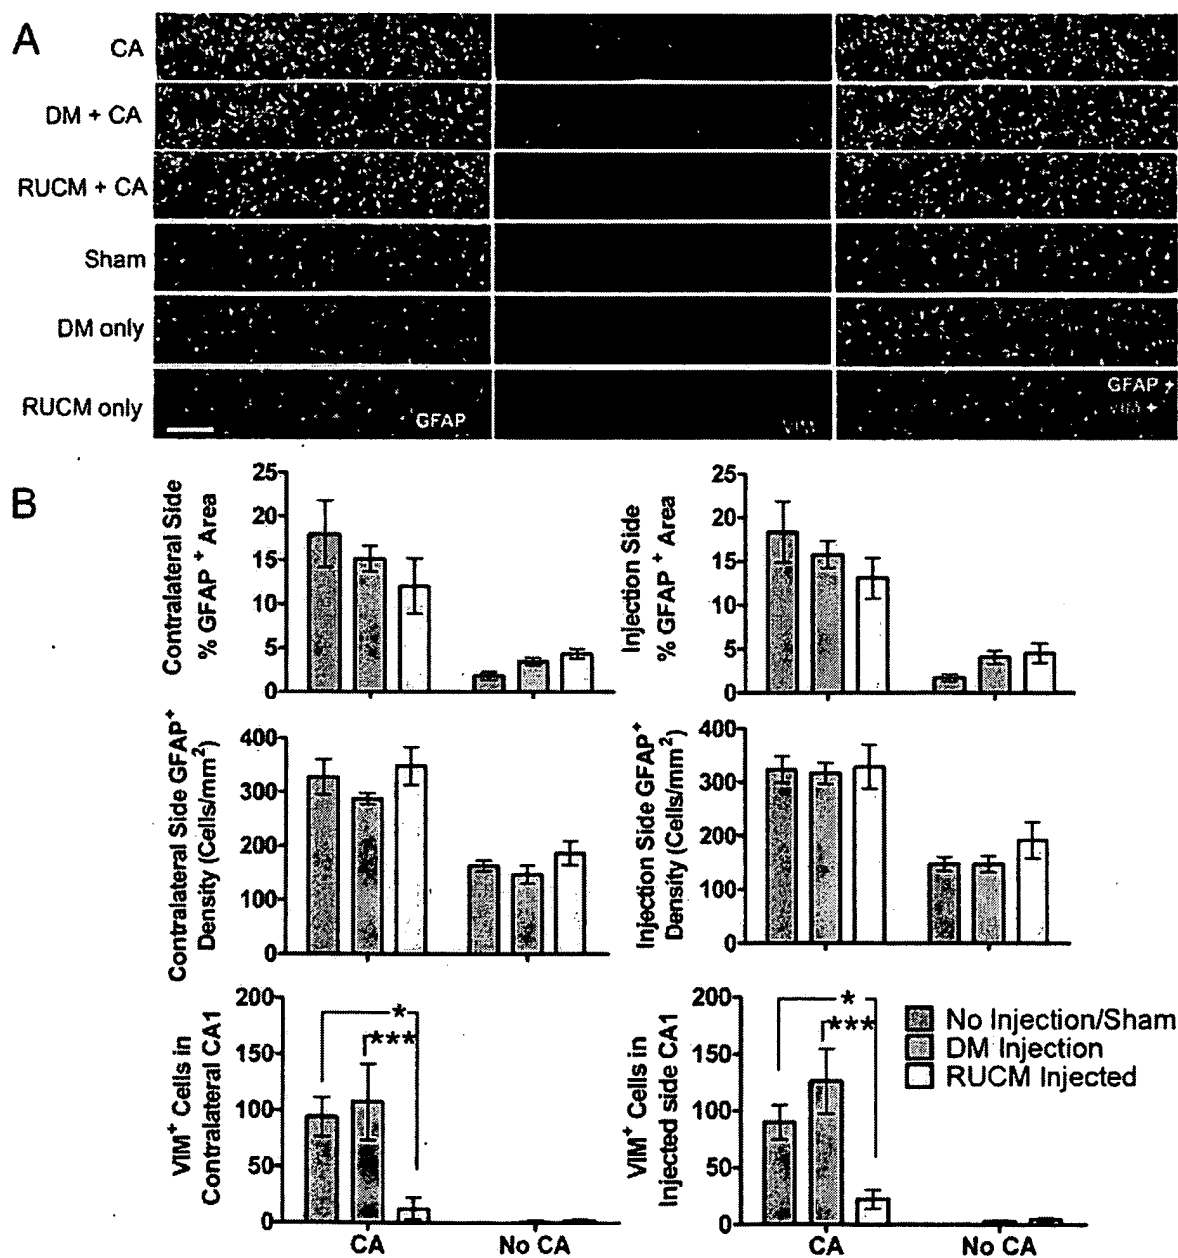 A
CA
DM + CA
RUCM + CA
Sham
DM only
RUCM only
GFAP
VIM
GFAP +
VIM +
B
Contralateral Side
% GFAP + Area
25
20
15
10
5
0
Injection Side
% GFAP + Area
25
20
15
10
5
0
Contralateral Side GFAP+
Density (Cells/mm²)
400
300
200
100
0
Injection Side GFAP+
Density (Cells/mm²)
400
300
200
100
0
VIM+ Cells in
Contralateral CA1
200
150
100
50
0
*
***
CA
No CA
VIM+ Cells in
Injected side CA1
200
150
100
50
0
*
***
CA
No CA
No Injection/Sham
DM Injection
RUCM Injected